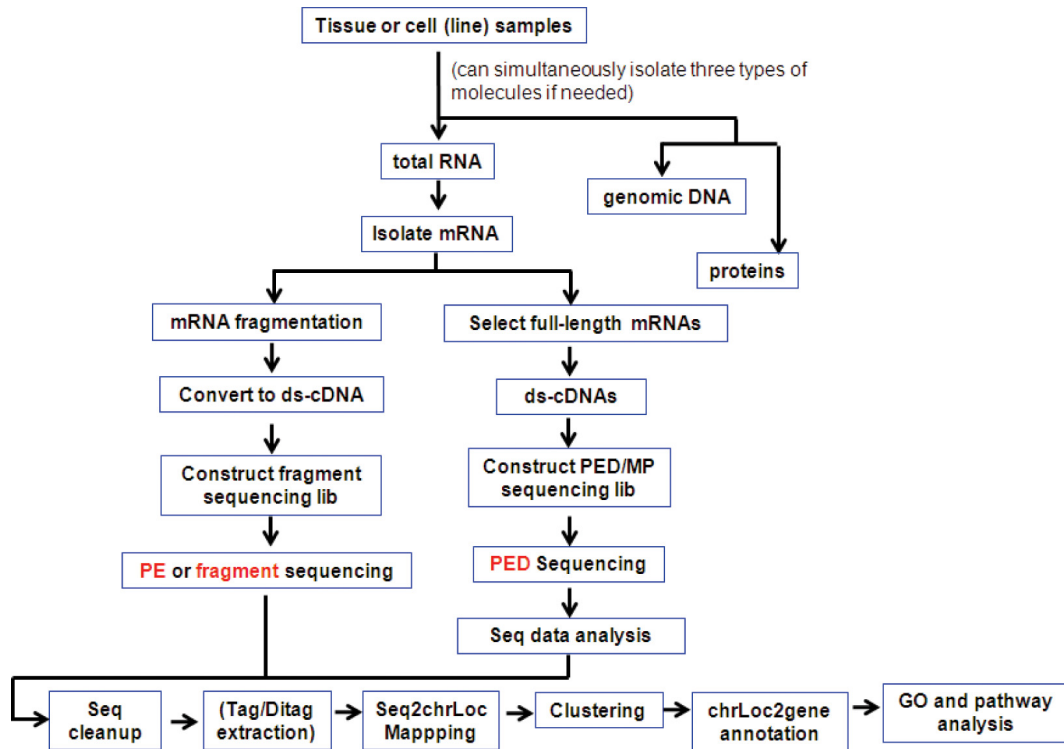 Tissue or cell (line) samples
(can simultaneously isolate three types of
molecules if needed)
total RNA
genomic DNA
proteins
Isolate mRNA
mRNA fragmentation
Select full-length mRNAs
Convert to ds-cDNA
ds-cDNAs
Construct fragment
sequencing lib
Construct PED/MP
sequencing lib
PE or fragment sequencing
PED Sequencing
Seq data analysis
Seq
cleanup
(Tag/Ditag
extraction)
Seq2chrLoc
Mappping
Clustering
chrLoc2gene
annotation
GO and pathway
analysis